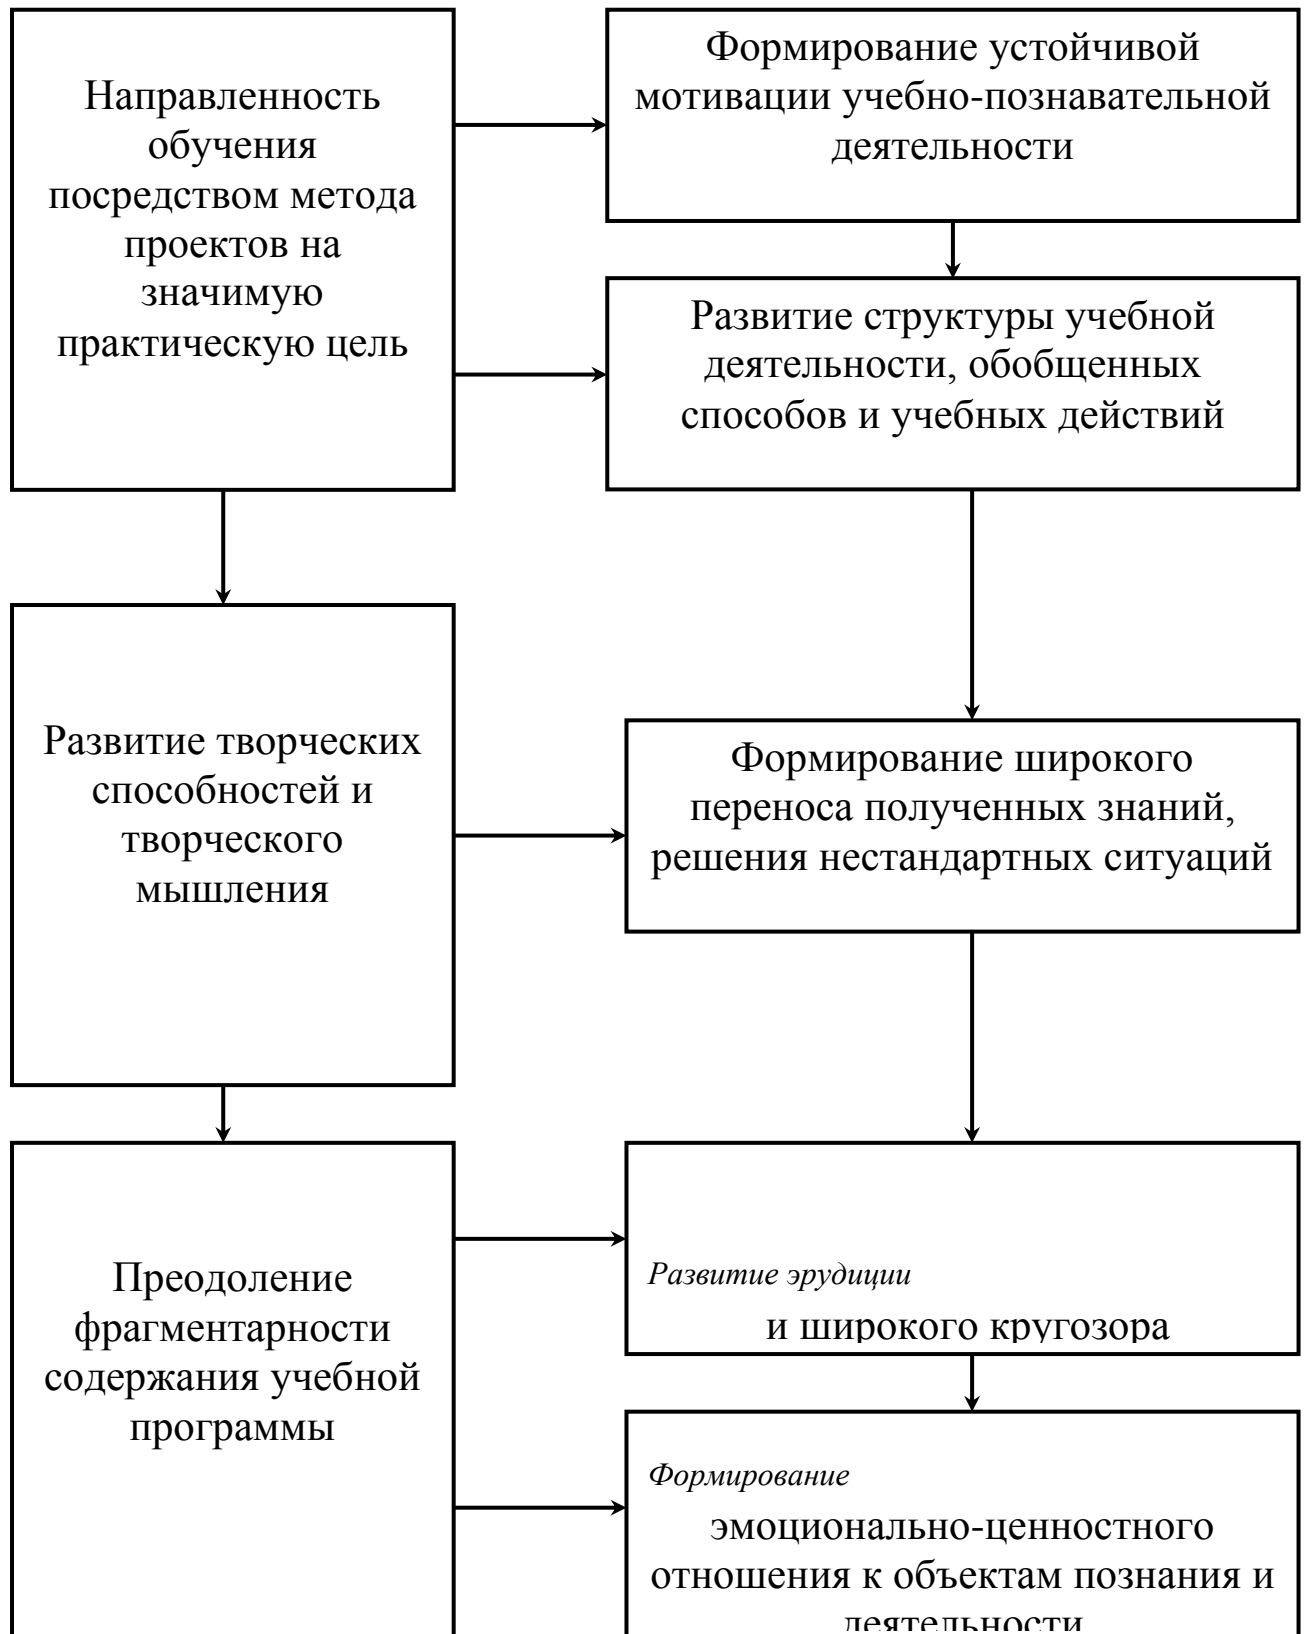 Направленность
обучения
посредством метода
проектов на
значимую
практическую цель
Формирование устойчивой
мотивации учебно-познавательной
деятельности
Развитие структуры учебной
деятельности, обобщенных
способов и учебных действий
Развитие творческих
способностей и
творческого
мышления
Формирование широкого
переноса полученных знаний,
решения нестандартных ситуаций
Преодоление
фрагментарности
содержания учебной
программы
Развитие эрудиции
и широкого кругозора
Формирование
эмоционально-ценностного
отношения к объектам познания и
деятельности